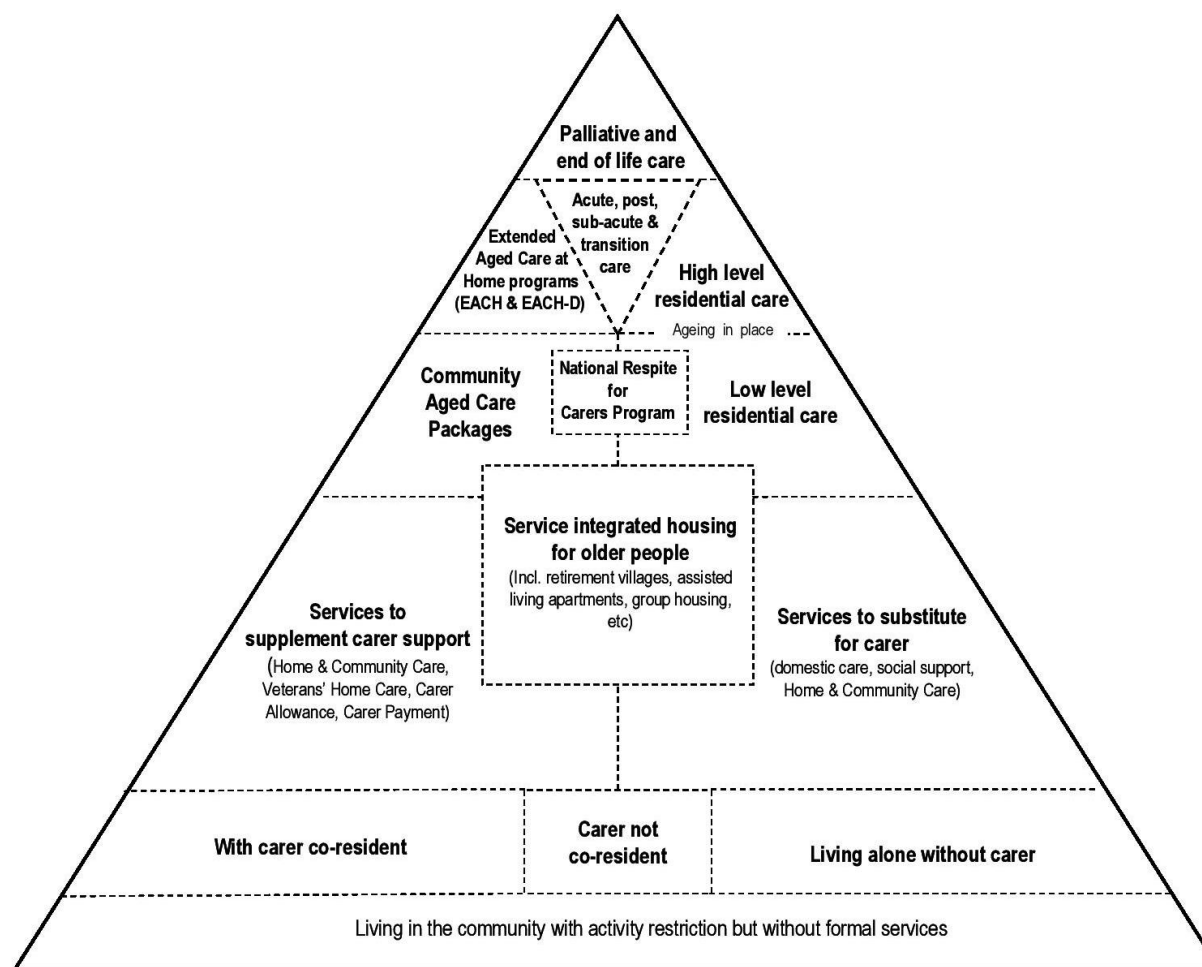 Palliative and
end of life care
Extended
Aged Care at
Home programs
(EACH & EACH-D)
Acute, post,
sub-acute &
transition
care
High level
residential care
Ageing in place
Community
Aged Care
Packages
National Respite
for
Carers Program
Low level
residential care
Service integrated housing
for older people
(Incl. retirement villages, assisted
living apartments, group housing,
etc)
Services to
supplement carer support
(Home & Community Care,
Veterans' Home Care, Carer
Allowance, Carer Payment)
Services to substitute
for carer
(domestic care, social support,
Home & Community Care)
With carer co-resident
Carer not
co-resident
Living alone without carer
Living in the community with activity restriction but without formal services